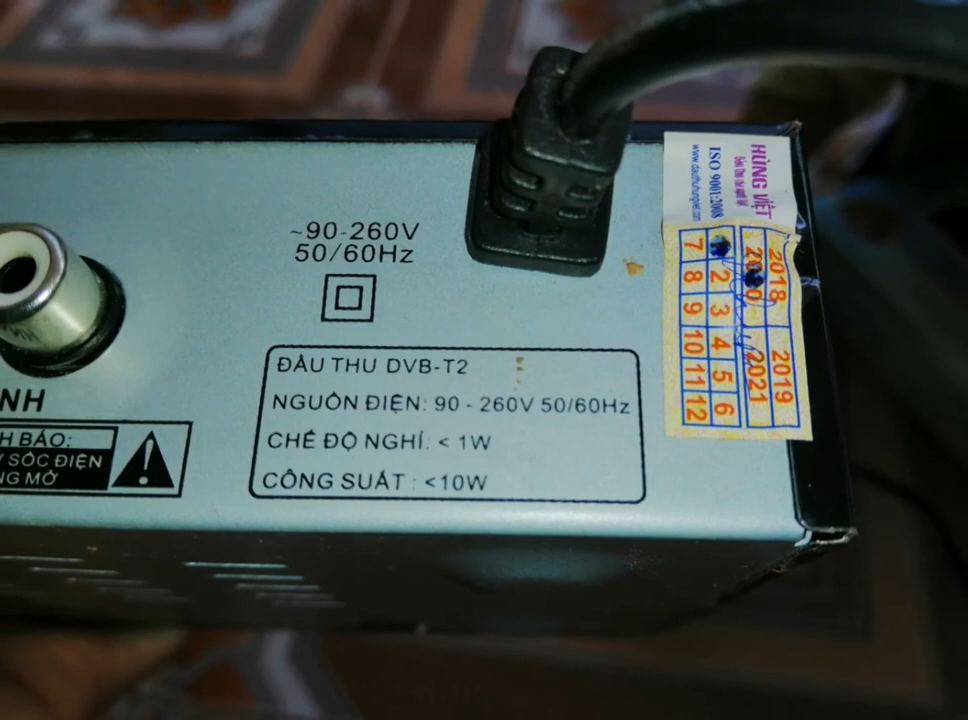 ~90-260V
50/60Hz
ĐẦU THU DVB-T2
NGUỒN ĐIỆN: 90 - 260V 50/60Hz
CHẾ ĐỘ NGHỈ: < 1W
CÔNG SUẤT : <10W
NH
H BÁO:
SỐC ĐIỆN
NG MỞ
HÙNG VIỆT
ISO 9001:2008
2018 2019
2020 2021
2 3 4 5 6
7 8 9 10 11 12